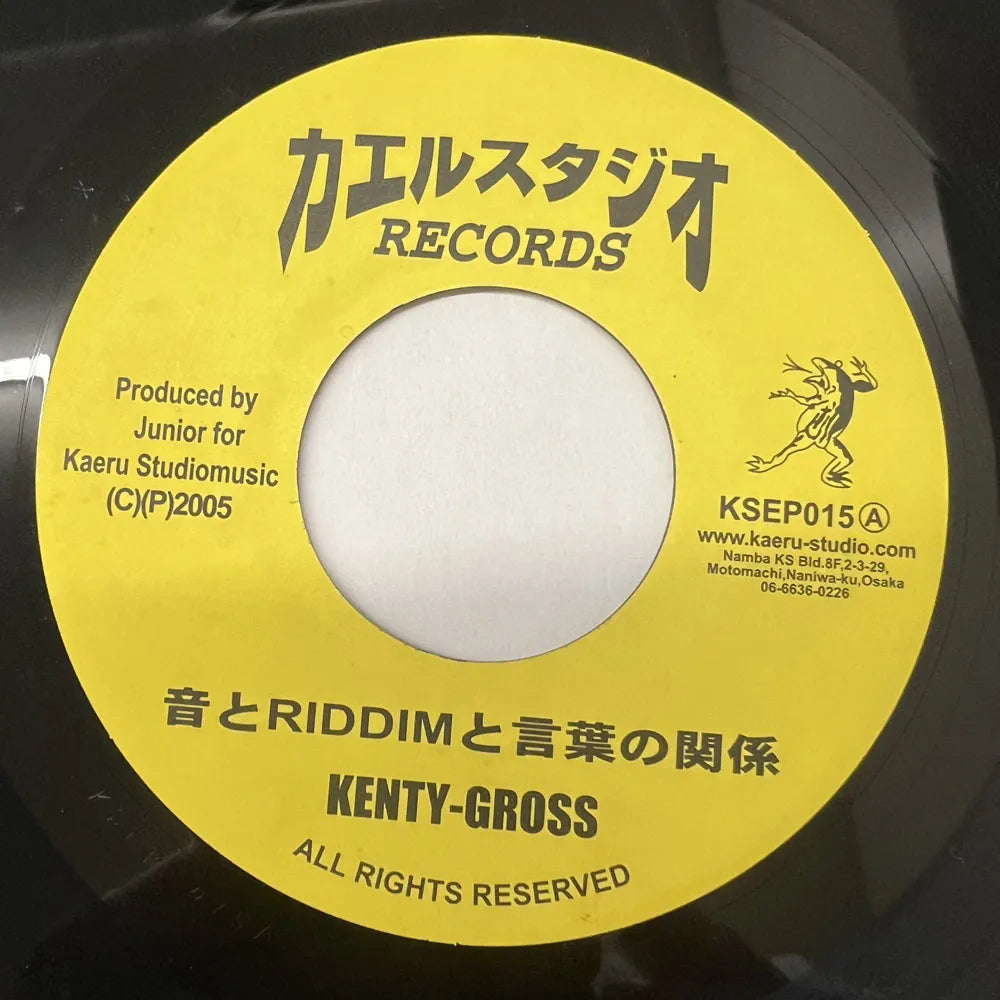 カエルスタジオ
RECORDS
Produced by
Junior for
Kaeru Studiomusic
(C)(P)2005
KSEP015Ⓐ
www.kaeru-studio.com
Namba KS Bld.8F,2-3-29,
Motomachi,Naniwa-ku,Osaka
06-6636-0226
音とRIDDIMと言葉の関係
KENTY-GROSS
ALL RIGHTS RESERVED